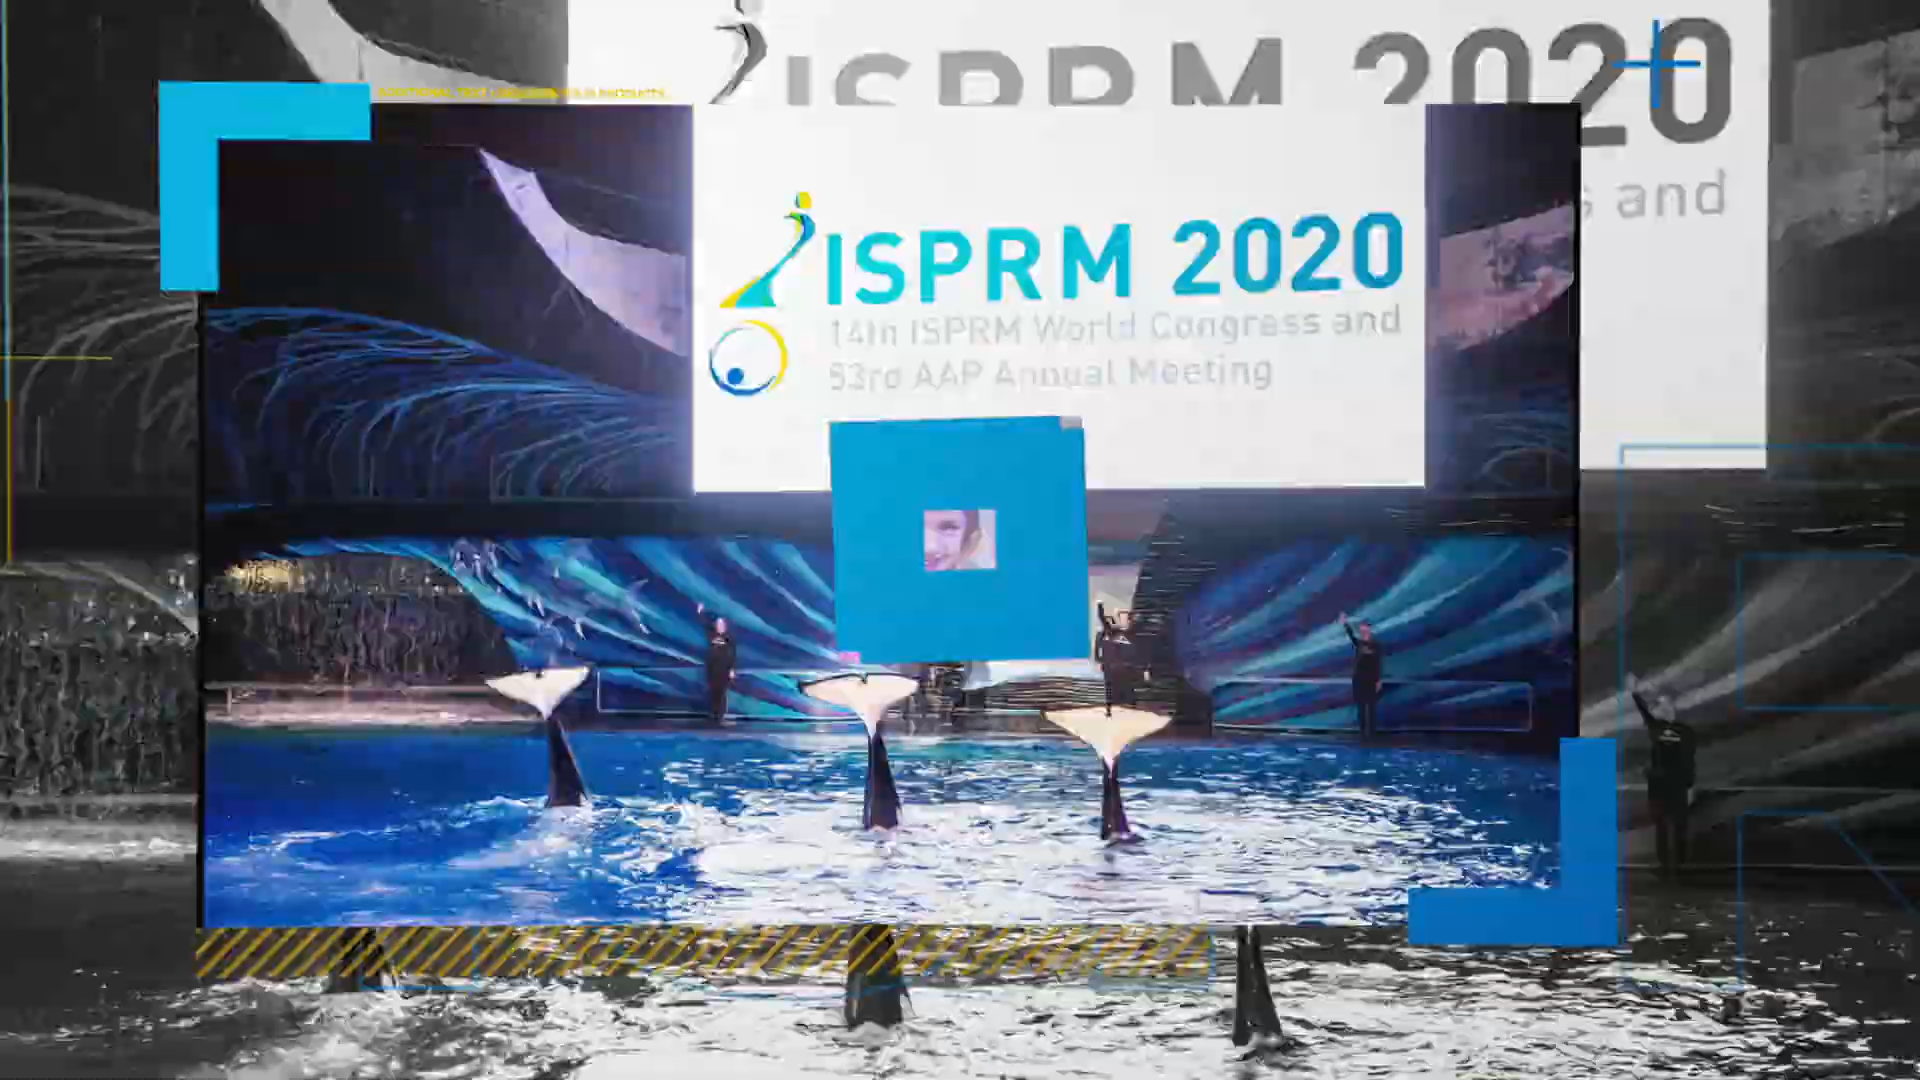 ISPRM 2020
and
ISPRM 2020
14th ISPRM World Congress and
53rd AAP Annual Meeting